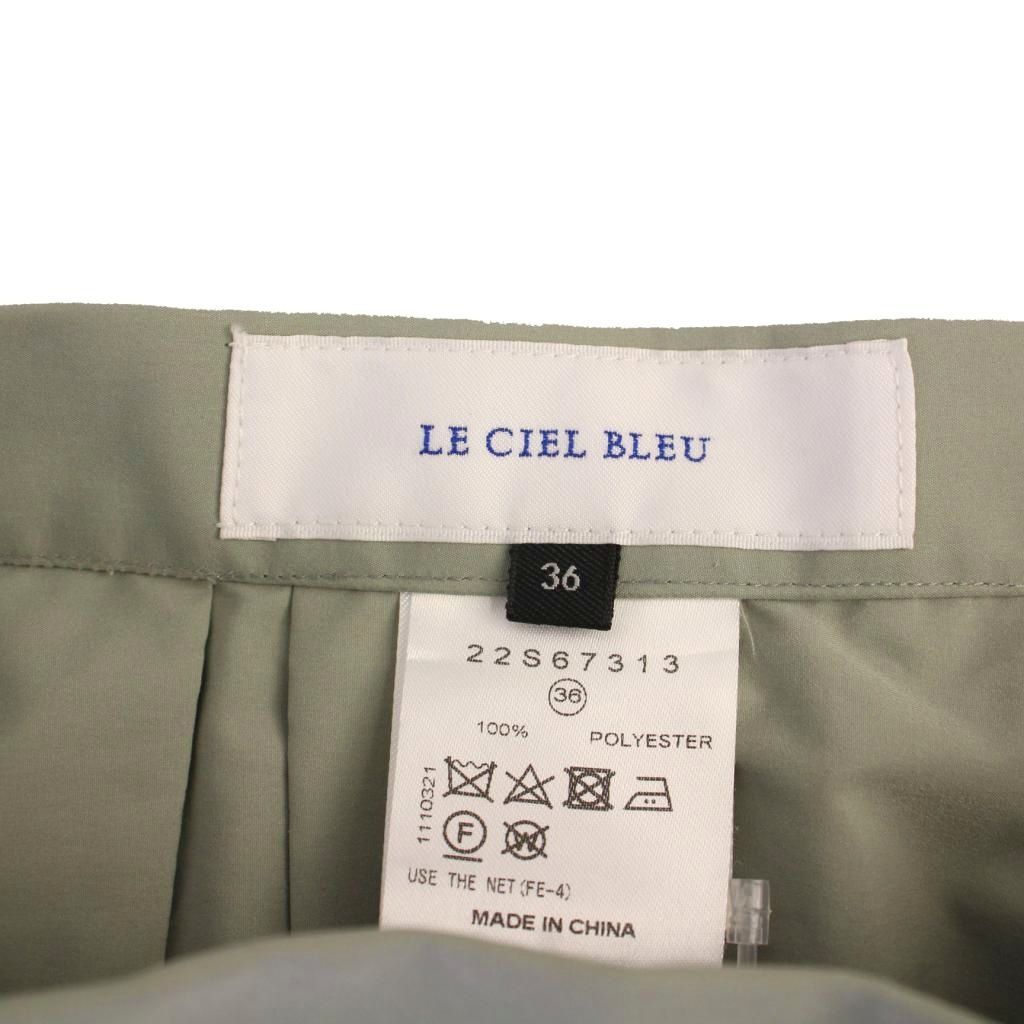 LE CIEL BLEU
36
22S67313
36
100% POLYESTER
1110321
F
W
USE THE NET(FE-4)
MADE IN CHINA